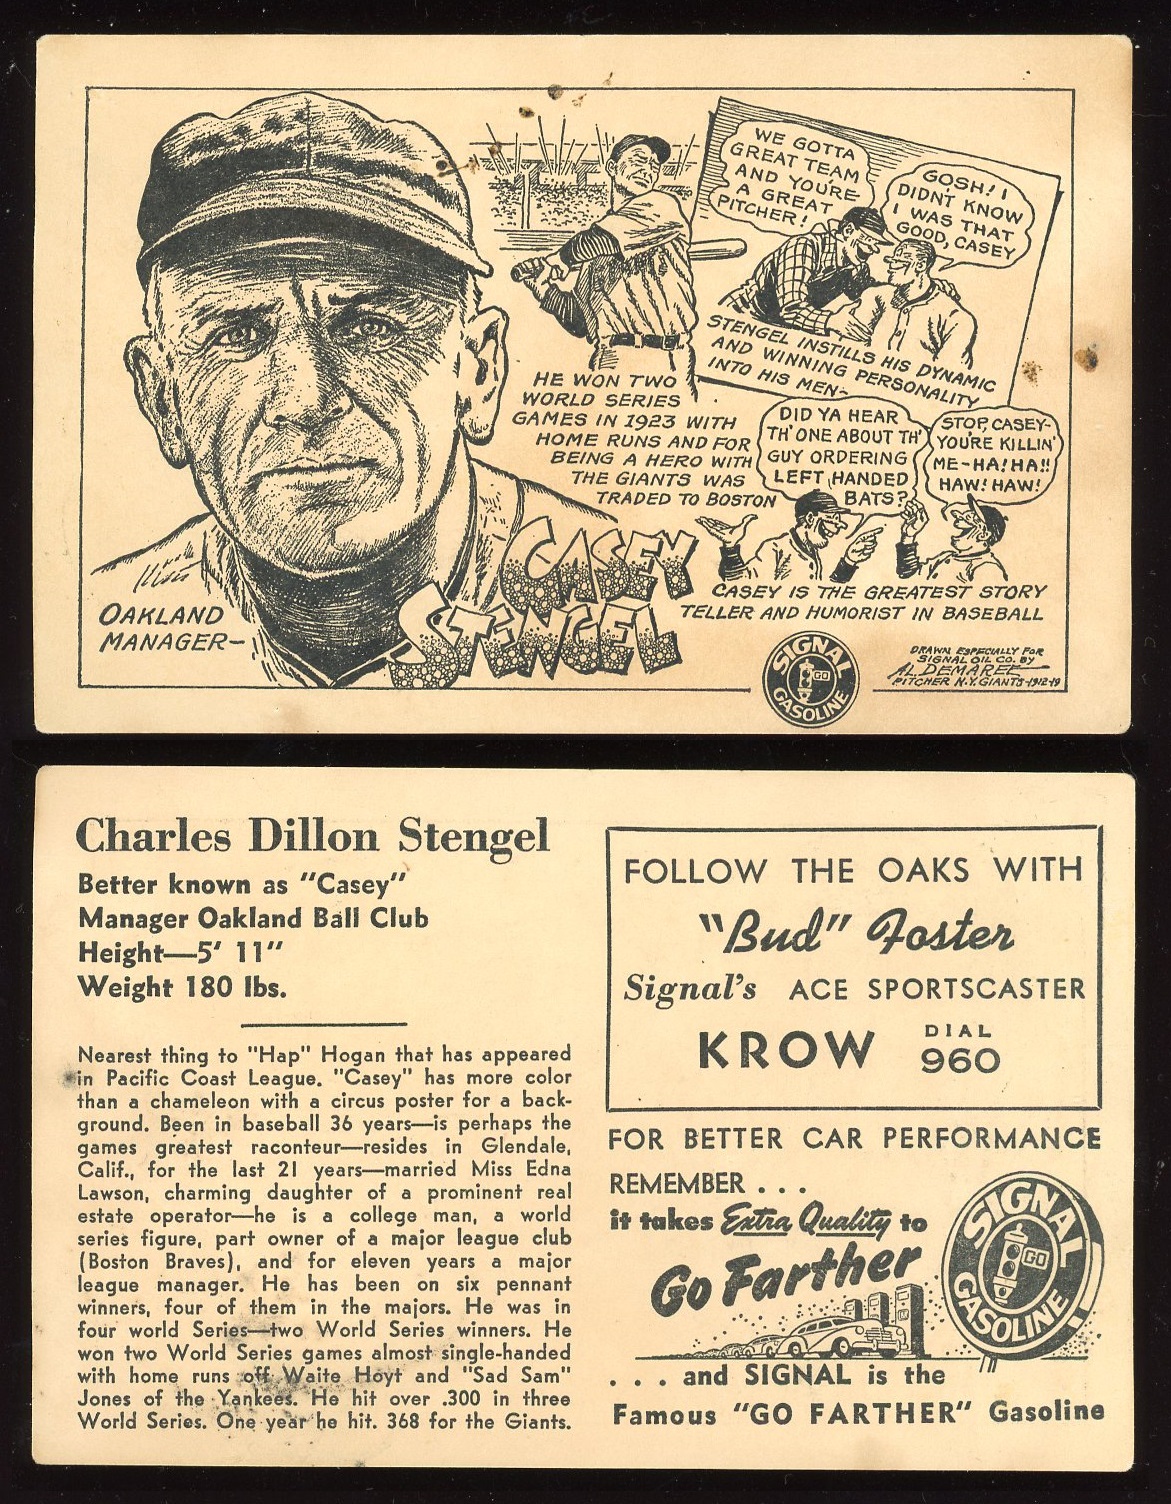 WE GOTTA
GREAT TEAM
AND YOU'RE
A GREAT
PITCHER!
GOSH! I
DIDN'T KNOW
I WAS THAT
GOOD, CASEY
STENGEL INSTILLS HIS DYNAMIC
AND WINNING PERSONALITY
INTO HIS MEN~
HE WON TWO
WORLD SERIES
GAMES IN 1923 WITH
HOME RUNS AND FOR
BEING A HERO WITH
THE GIANTS WAS
TRADED TO BOSTON
DID YA HEAR
TH' ONE ABOUT TH'
GUY ORDERING
LEFT HANDED
BATS?
STOP, CASEY-
YOU'RE KILLIN'
ME-HA!HA!!
HAW! HAW!
CASEY IS THE GREATEST STORY
TELLER AND HUMORIST IN BASEBALL
CASEY
STENGEL
OAKLAND
MANAGER-
SIGNAL
GO
GASOLINE
DRAWN ESPECIALLY FOR
SIGNAL OIL CO. BY
AL DEMAREE
PITCHER N.Y. GIANTS-1912-19
Charles Dillon Stengel
Better known as "Casey"
Manager Oakland Ball Club
Height—5' 11"
Weight 180 lbs.
Nearest thing to "Hap" Hogan that has appeared
in Pacific Coast League. "Casey" has more color
than a chameleon with a circus poster for a back-
ground. Been in baseball 36 years—is perhaps the
games greatest raconteur—resides in Glendale,
Calif., for the last 21 years—married Miss Edna
Lawson, charming daughter of a prominent real
estate operator—he is a college man, a world
series figure, part owner of a major league club
(Boston Braves), and for eleven years a major
league manager. He has been on six pennant
winners, four of them in the majors. He was in
four world Series—two World Series winners. He
won two World Series games almost single-handed
with home runs off Waite Hoyt and "Sad Sam"
Jones of the Yankees. He hit over .300 in three
World Series. One year he hit. 368 for the Giants.
FOLLOW THE OAKS WITH
"Bud" Foster
Signal's ACE SPORTSCASTER
KROW DIAL 960
FOR BETTER CAR PERFORMANCE
REMEMBER . . .
it takes Extra Quality to
Go Farther
SIGNAL
GO
GASOLINE
. . . and SIGNAL is the
Famous "GO FARTHER" Gasoline